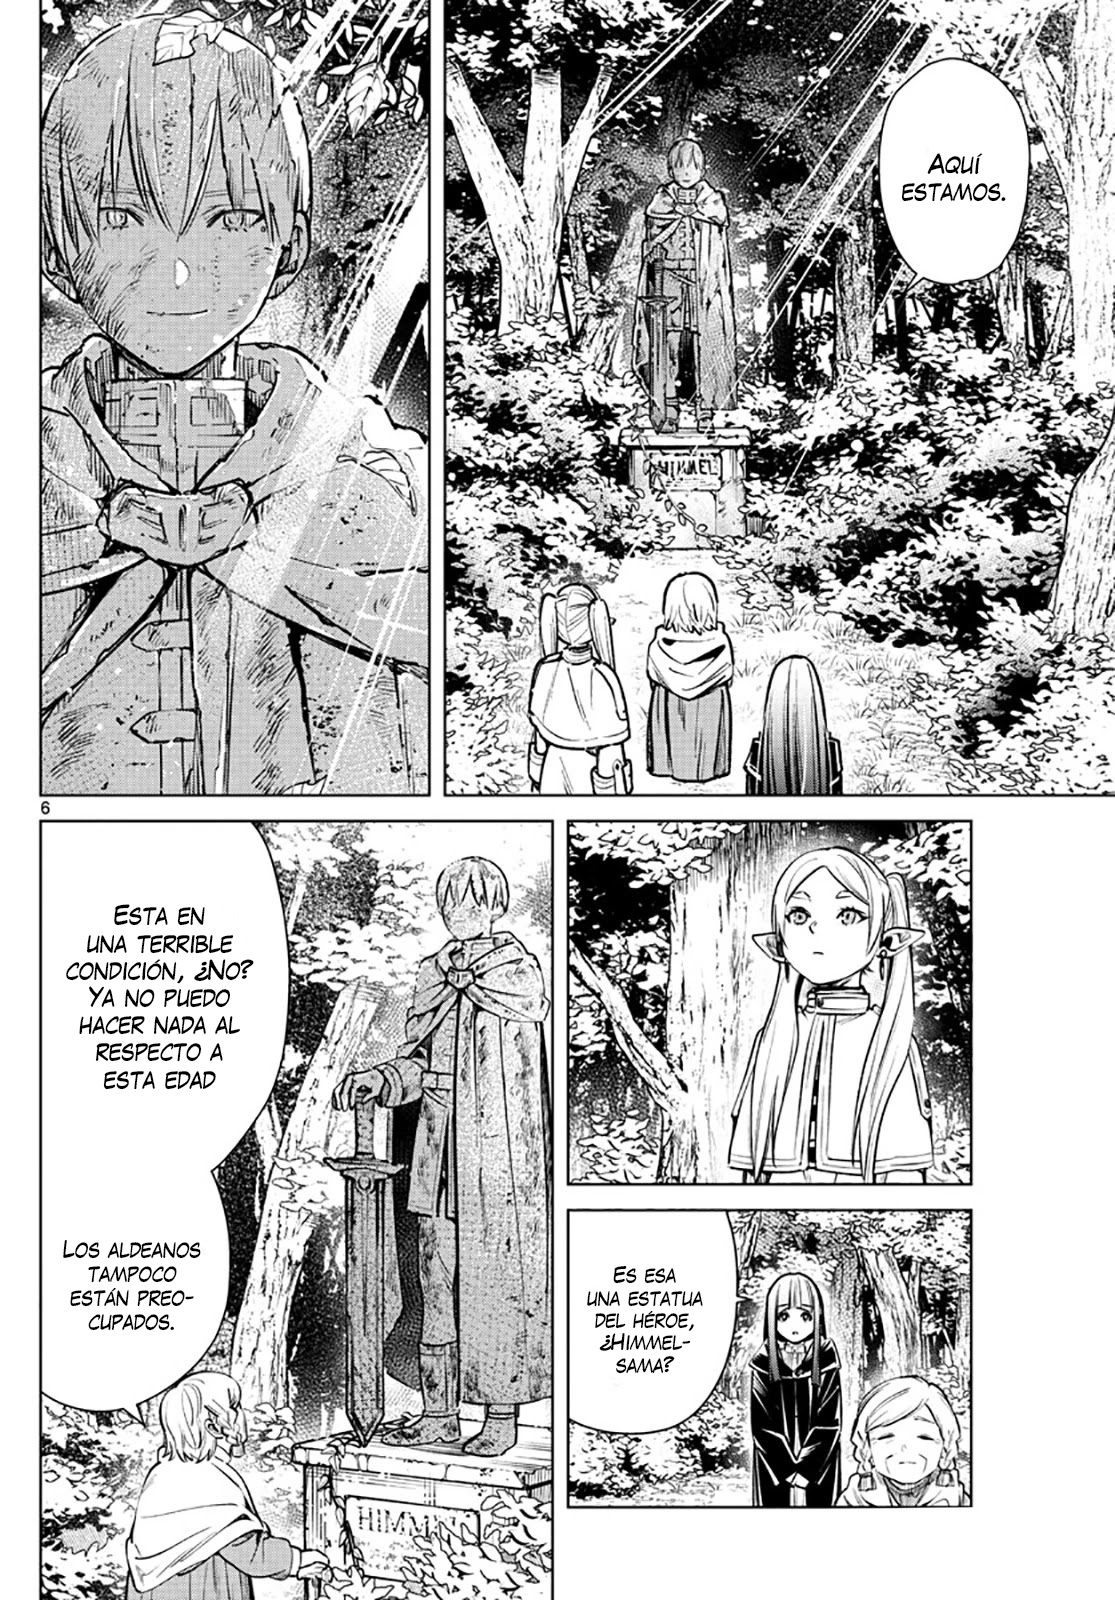 AQUÍ
ESTAMOS.
HIMMEL
6
ES ESA
UNA ESTATUA
DEL HÉROE,
¿HIMMEL-
SAMA?
ESTA EN
UNA TERRIBLE
CONDICIÓN, ¿NO?
YA NO PUEDO
HACER NADA AL
RESPECTO A
ESTA EDAD
LOS ALDEANOS
TAMPOCO
ESTÁN PREO-
CUPADOS.
HIMMEL